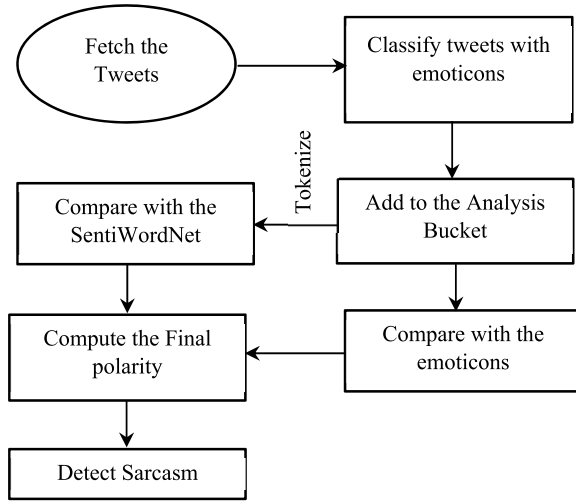 Fetch the
Tweets
Classify tweets with
emoticons
Tokenize
Compare with the
SentiWordNet
Add to the Analysis
Bucket
Compute the Final
polarity
Compare with the
emoticons
Detect Sarcasm